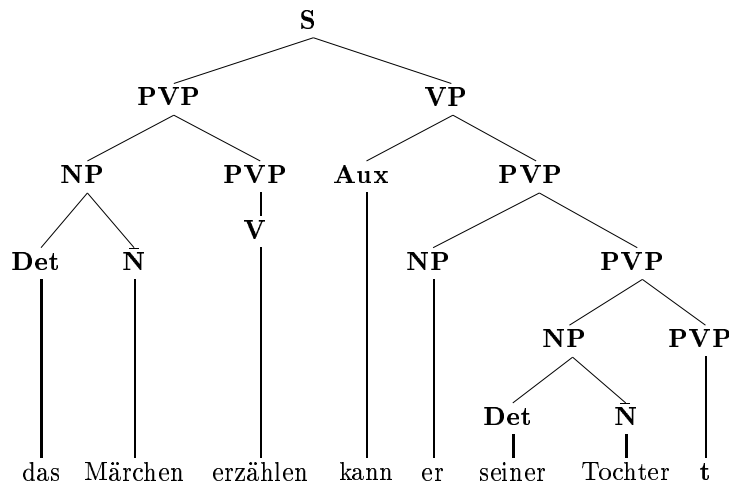 S
PVP VP
NP PVP Aux PVP
V
Det N̄ NP PVP
NP PVP
Det N̄
das Märchen erzählen kann er seiner Tochter t